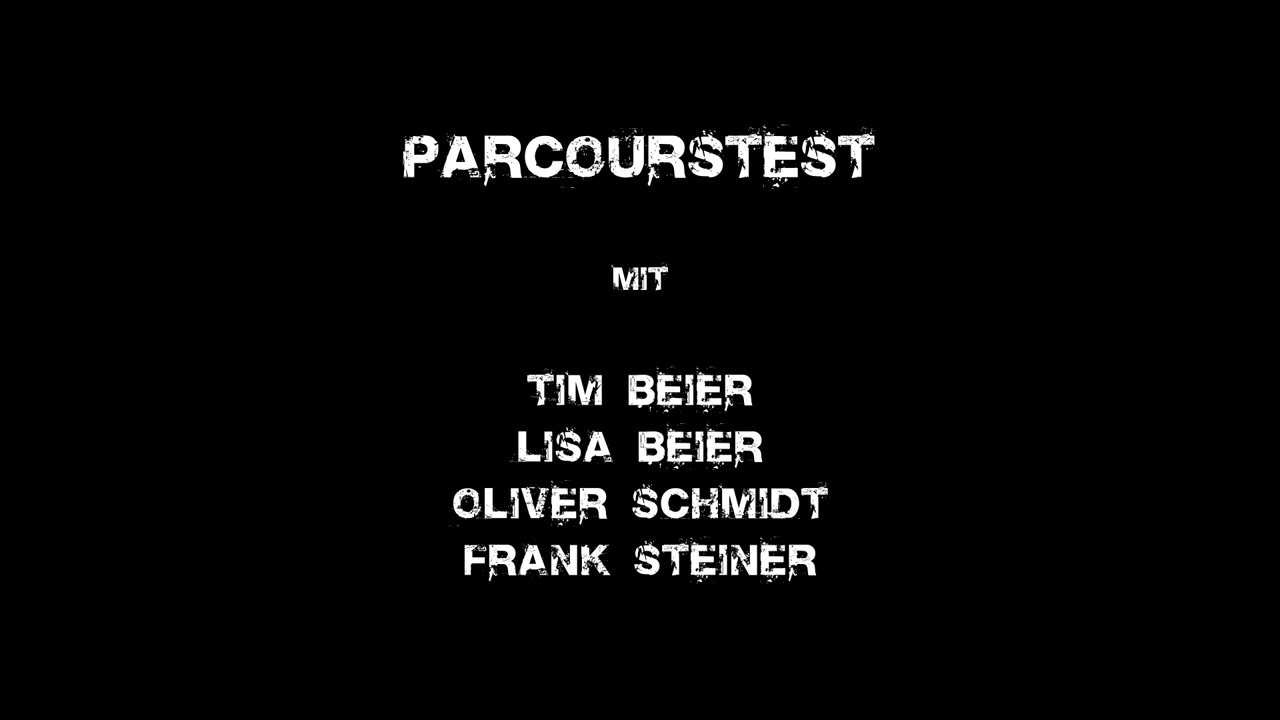 PARCOURSTEST
MIT
TIM BEIER
LISA BEIER
OLIVER SCHMIDT
FRANK STEINER